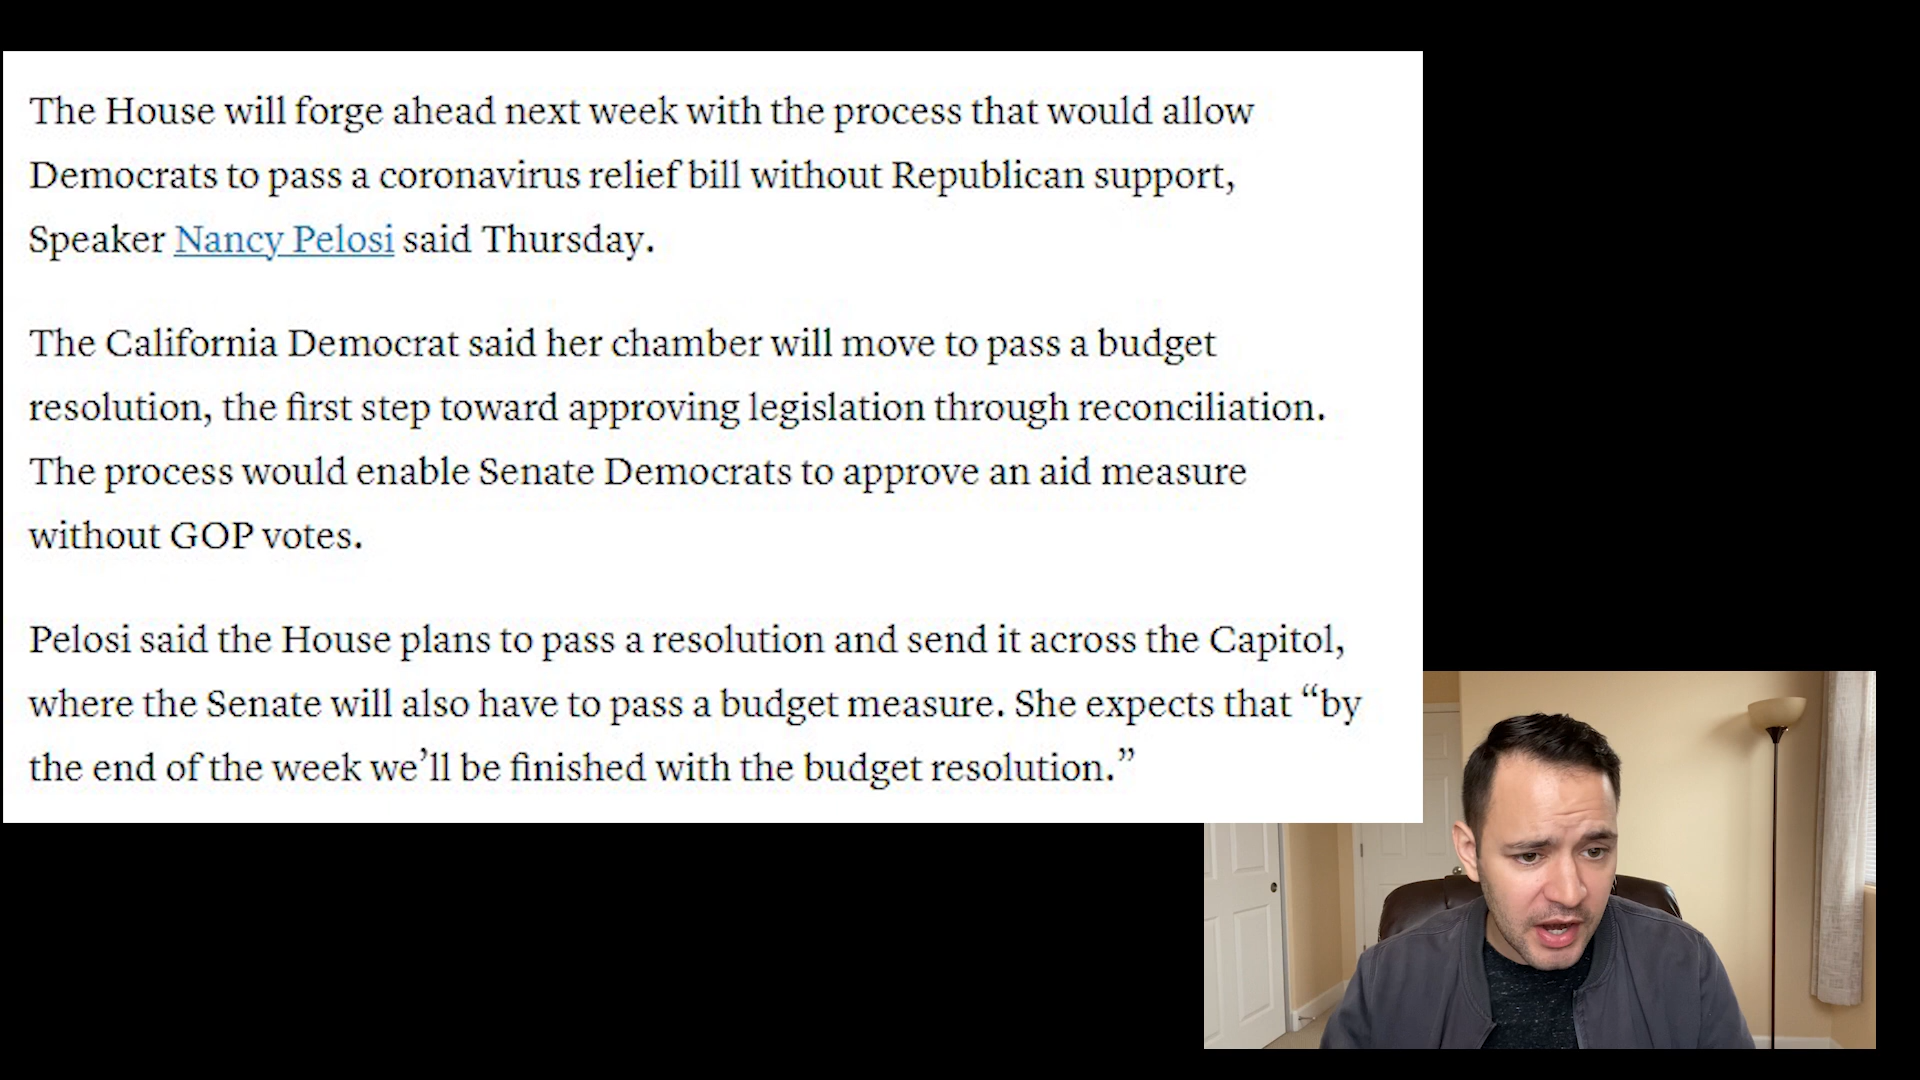 The House will forge ahead next week with the process that would allow
Democrats to pass a coronavirus relief bill without Republican support,
Speaker Nancy Pelosi said Thursday.
The California Democrat said her chamber will move to pass a budget
resolution, the first step toward approving legislation through reconciliation.
The process would enable Senate Democrats to approve an aid measure
without GOP votes.
Pelosi said the House plans to pass a resolution and send it across the Capitol,
where the Senate will also have to pass a budget measure. She expects that “by
the end of the week we’ll be finished with the budget resolution.”